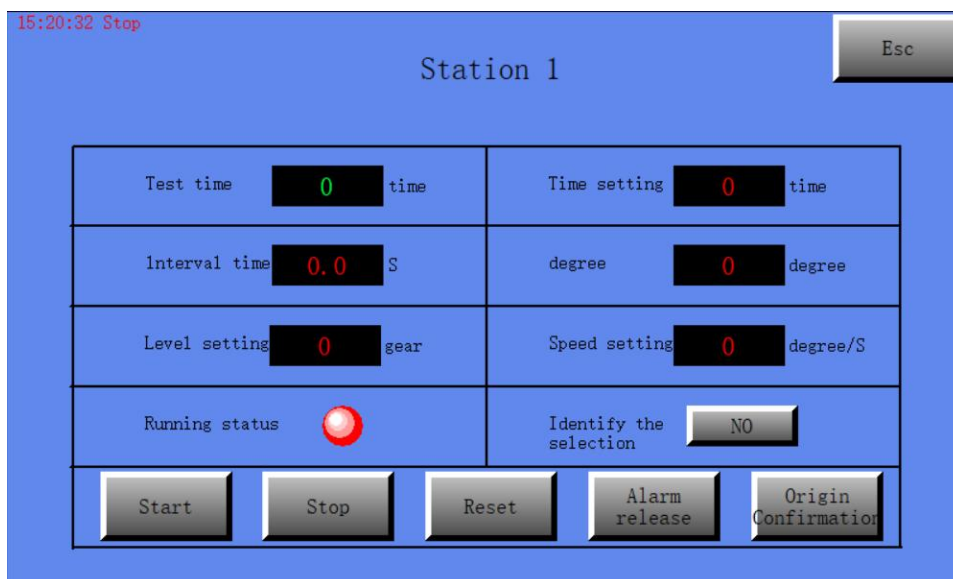 15:20:32 Stop
Esc
Station 1
Test time 0 time
Time setting 0 time
Interval time 0.0 S
degree 0 degree
Level setting 0 gear
Speed setting 0 degree/S
Running status
Identify the
selection
NO
Start
Stop
Reset
Alarm
release
Origin
Confirmation